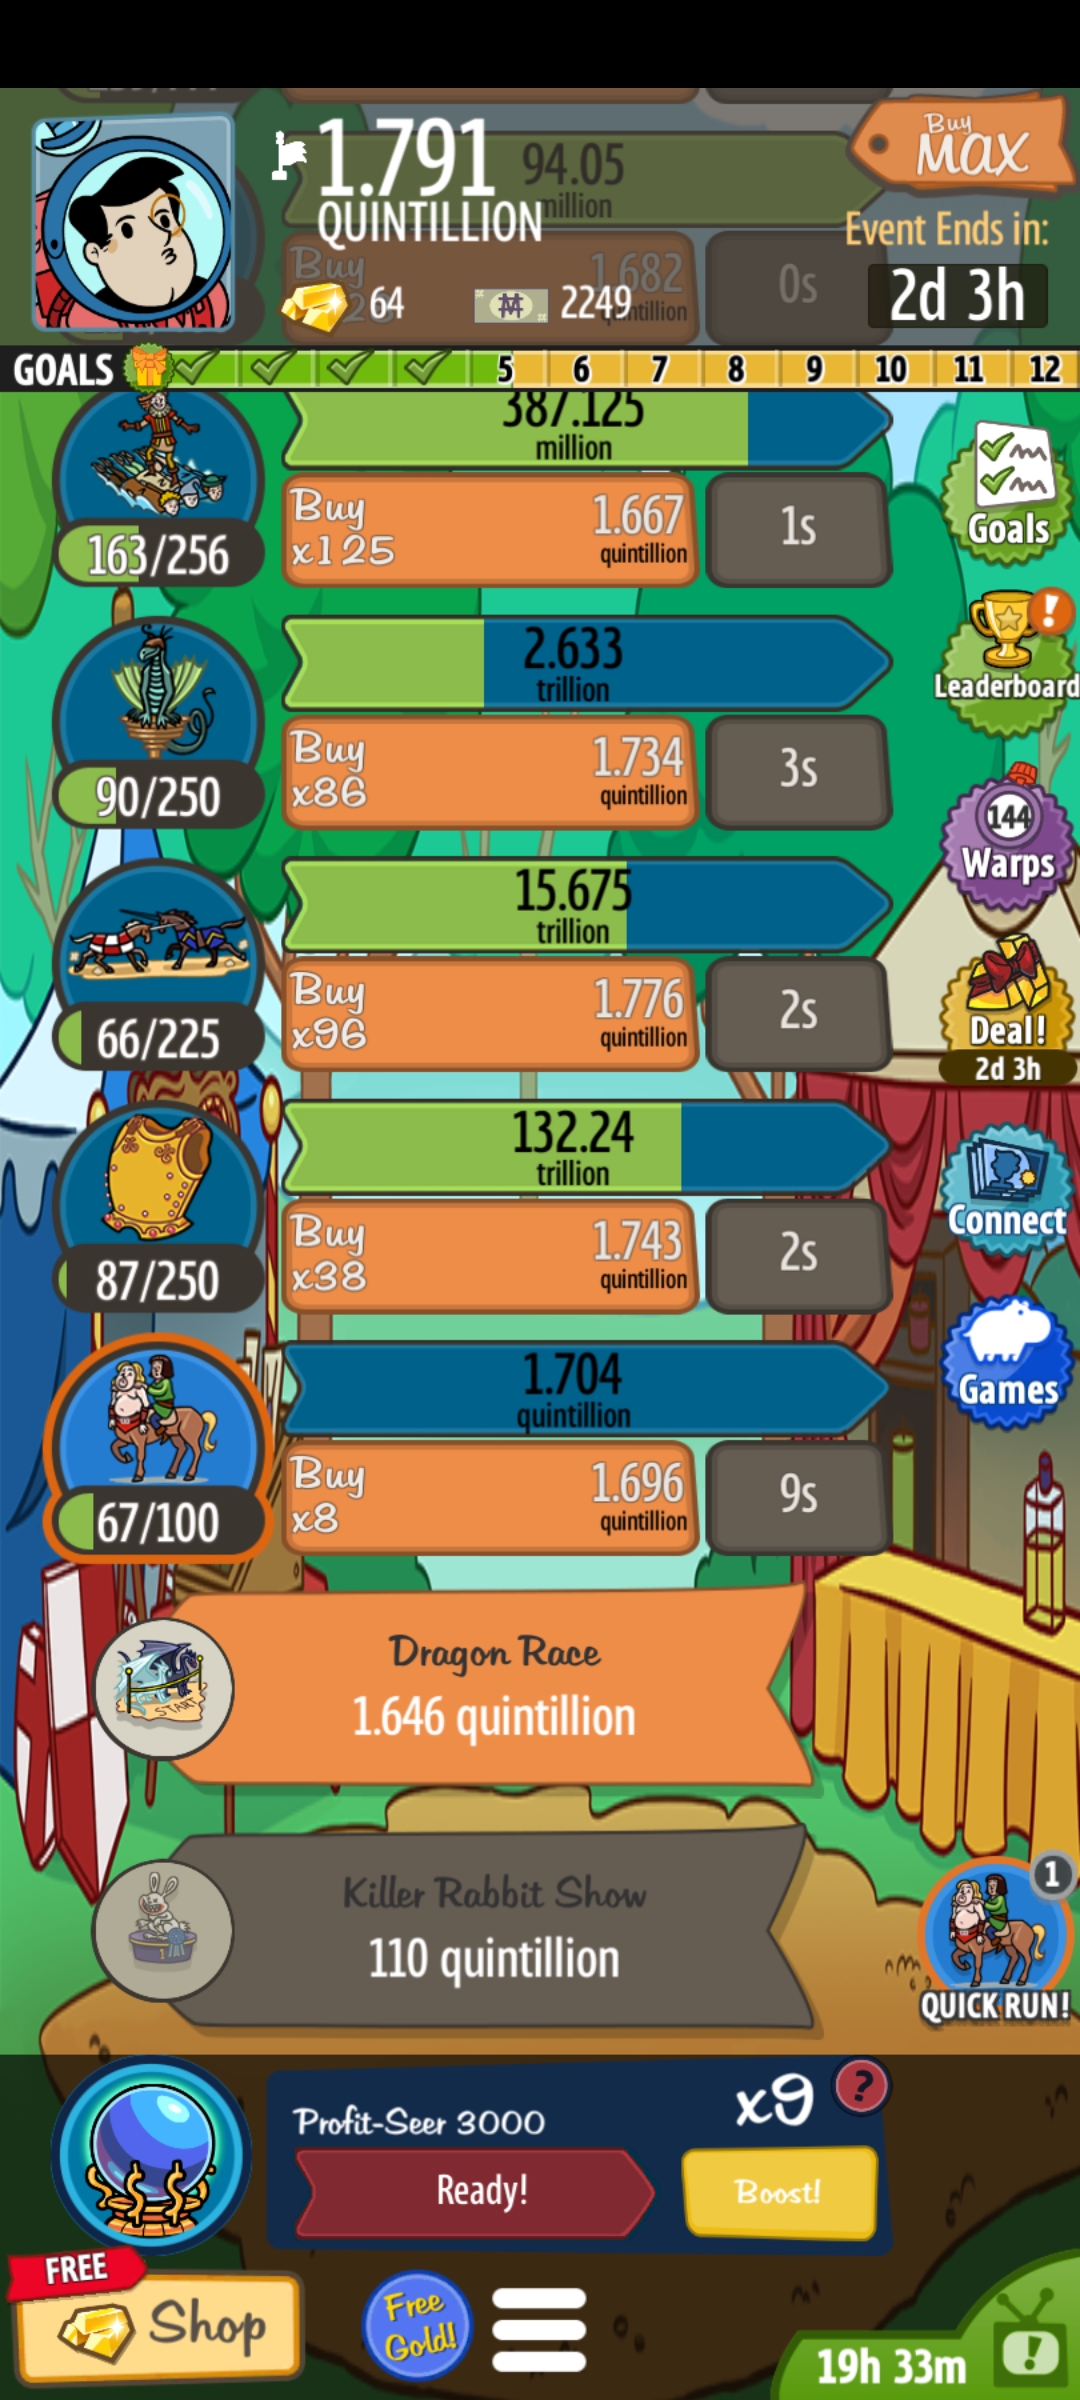 1.791
QUINTILLION
94.05
million
Buy
MAX
Event Ends in:
2d 3h
Buy
1.682
0s
64
2249
GOALS 5 6 7 8 9 10 11 12
387.125
million
163/256
Buy
x125
1.667
quintillion
1s
Goals
2.633
trillion
90/250
Buy
x86
1.734
quintillion
3s
!
Leaderboard
144
Warps
15.675
trillion
66/225
Buy
x96
1.776
quintillion
2s
Deal!
2d 3h
132.24
trillion
87/250
Buy
x38
1.743
quintillion
2s
Connect
1.704
quintillion
67/100
Buy
x8
1.696
quintillion
9s
Games
START
Dragon Race
1.646 quintillion
1
Killer Rabbit Show
110 quintillion
1
QUICK RUN!
Profit-Seer 3000
x9
?
Ready!
Boost!
FREE
Shop
Free
Gold!
19h 33m
!